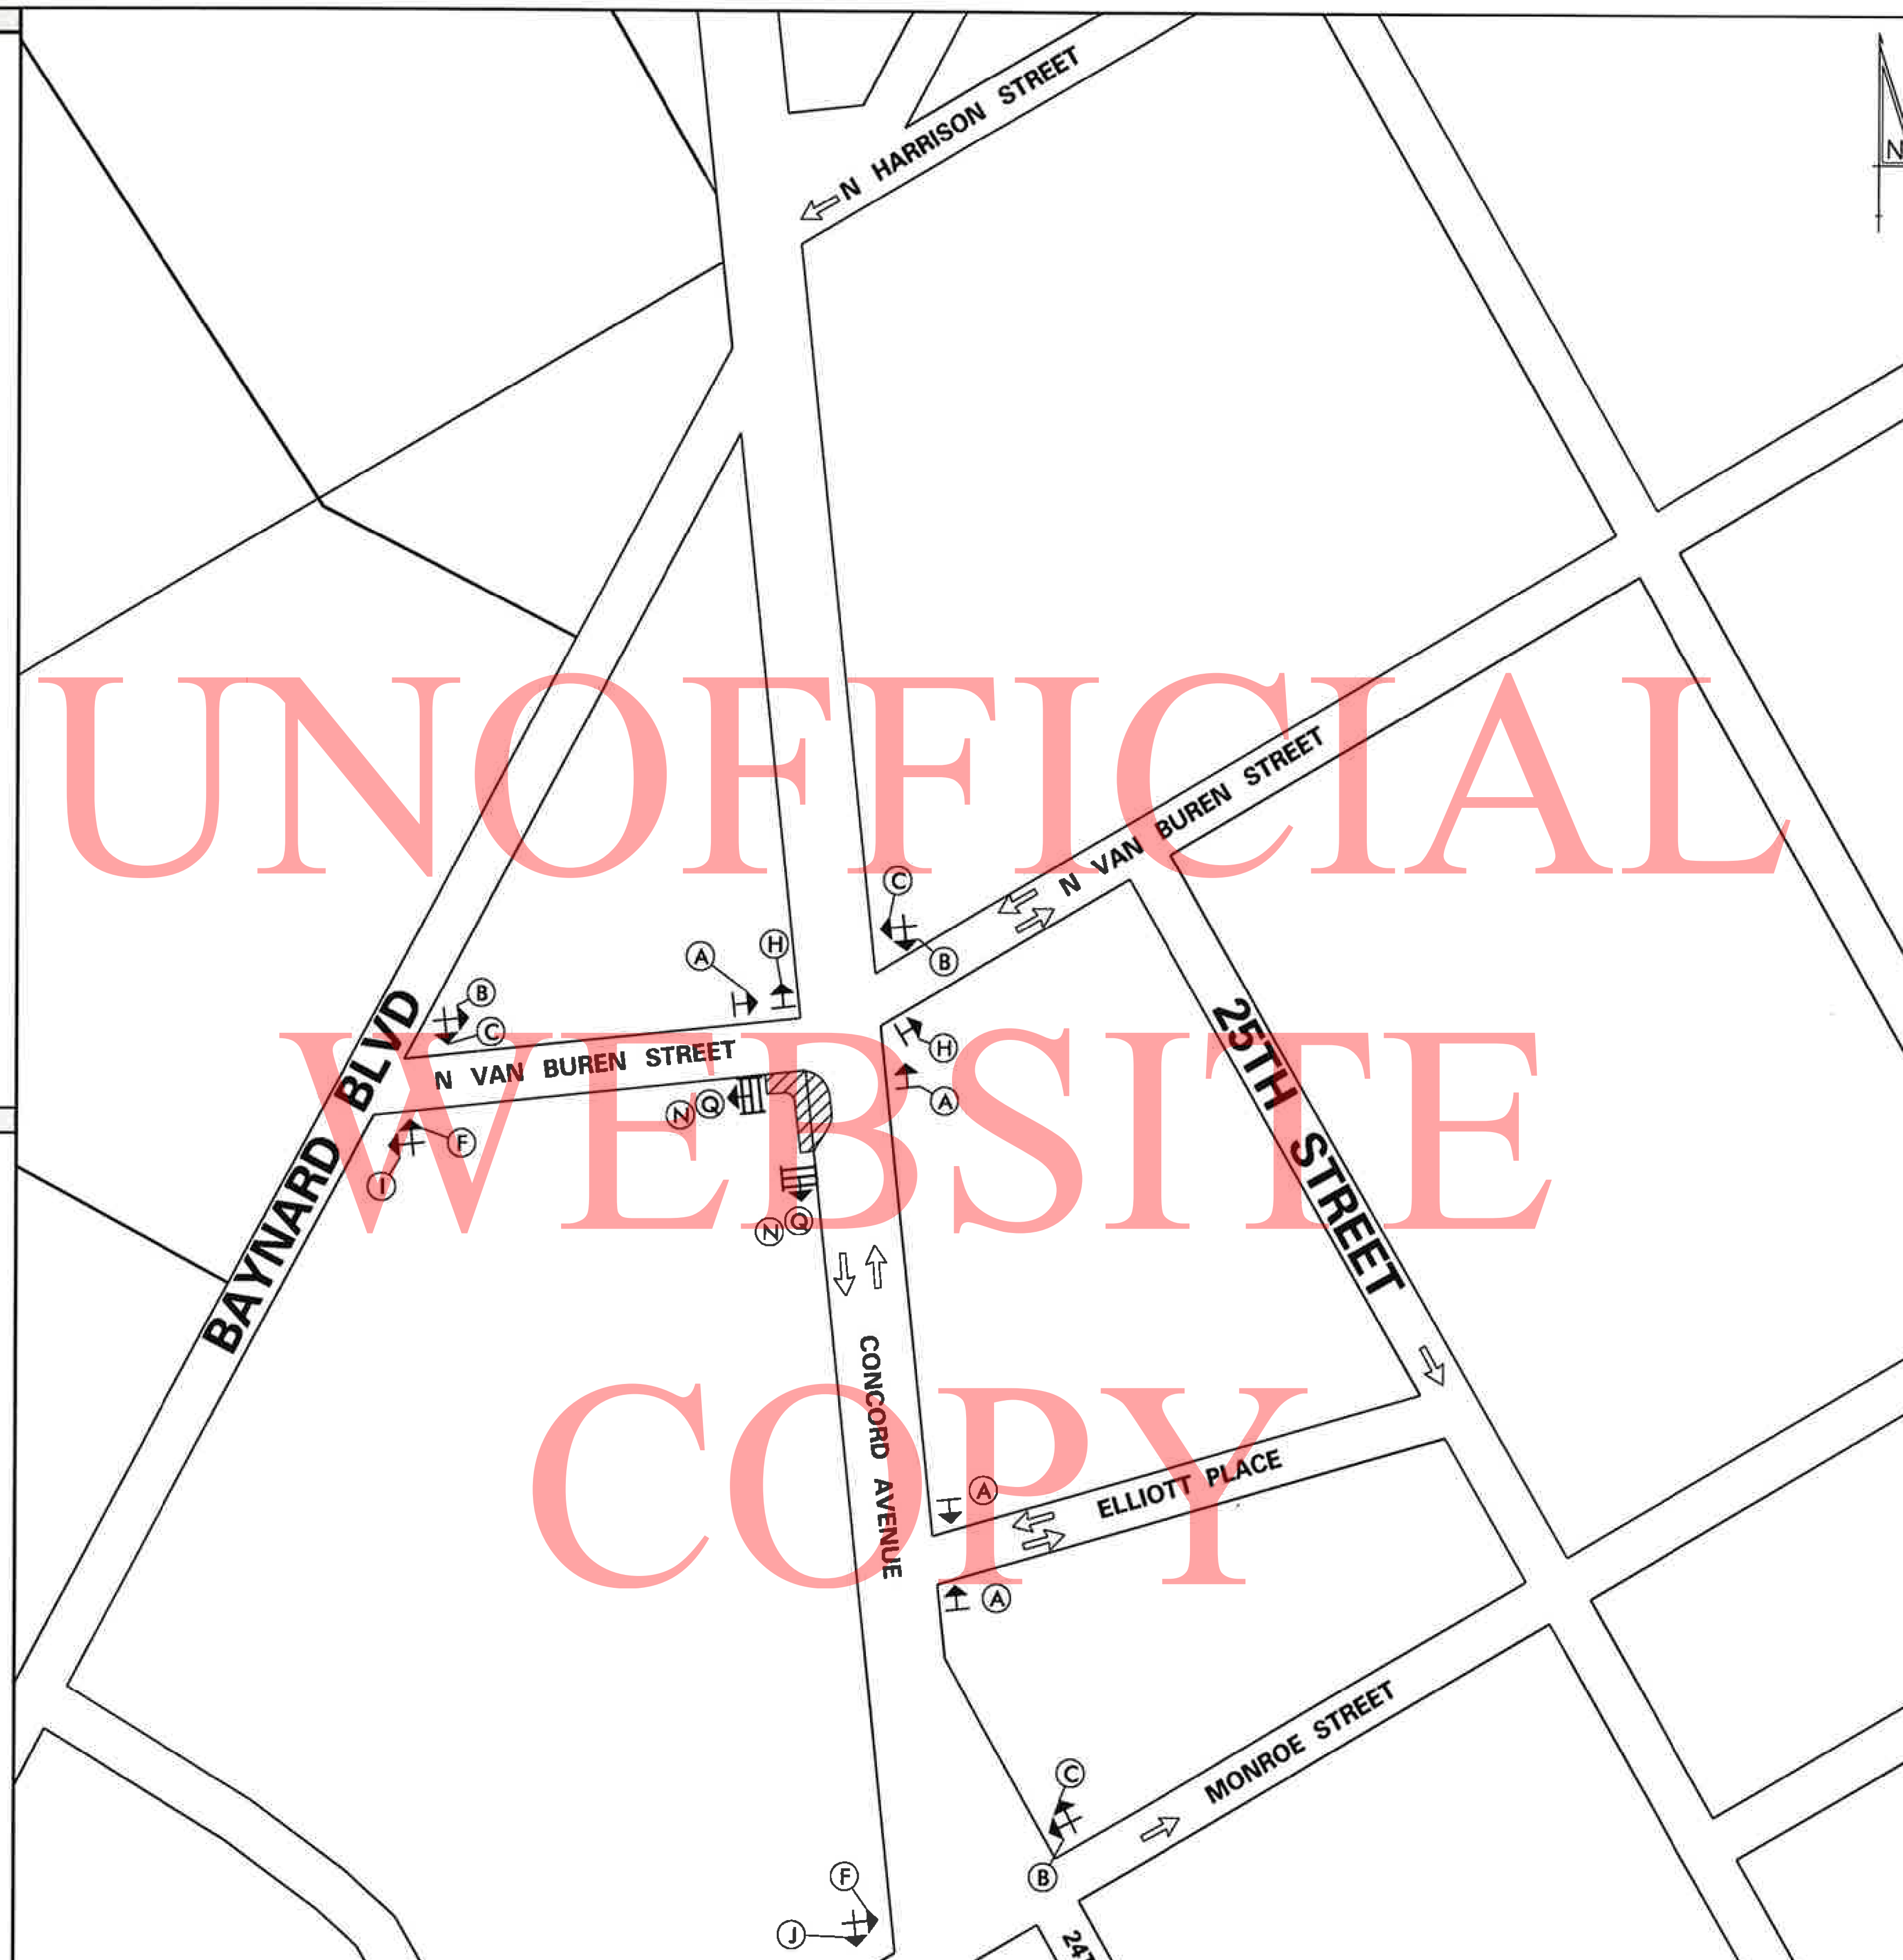 N HARRISON STREET
N
UNOFFICIAL
N VAN BUREN STREET
C
B
A
H
B
C
BAYNARD BLVD
N VAN BUREN STREET
WEBSITE
H
A
N Q
F
I
N Q
25TH STREET
COPY
CONCORD AVENUE
A
ELLIOTT PLACE
A
MONROE STREET
C
B
F
J